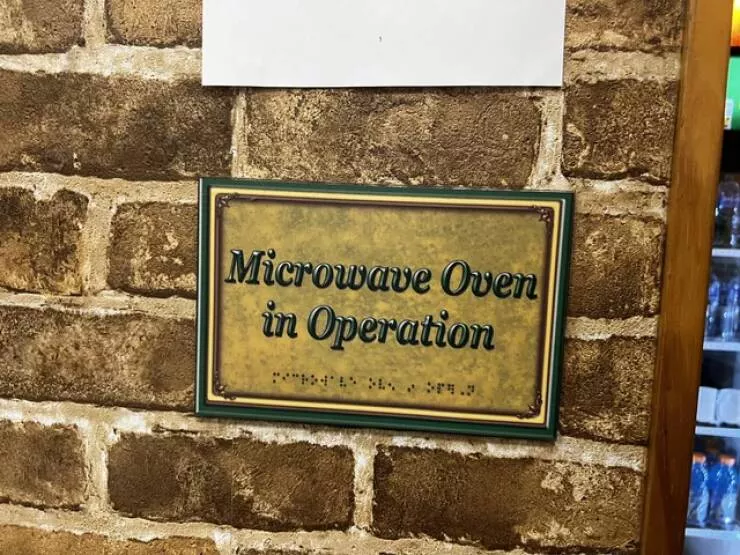 Microwave Oven
in Operation